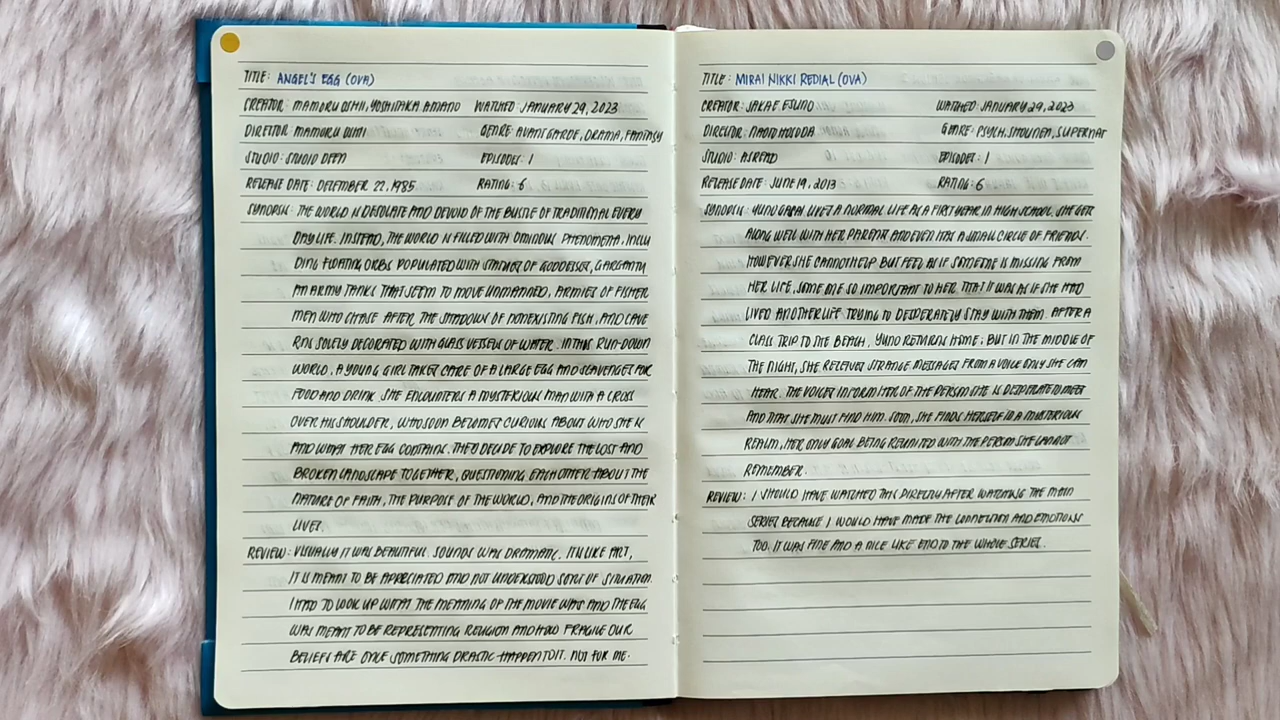 TITLE: ANGEL'S EGG (OVA)
CREATOR: MAMORU OSHII, YOSHITAKA AMANO WATCHED: JANUARY 29, 2023
DIRECTOR: MAMORU OSHII GENRE: AVANT GARDE, DRAMA, FANTASY
STUDIO: STUDIO DEEN EPISODES: 1
RELEASE DATE: DECEMBER 22, 1985 RATING: 6
SYNOPSIS: THE WORLD IS DESOLATE AND DEVOID OF THE BUSTLE OF TRADITIONAL EVERY
DAY LIFE. INSTEAD, THE WORLD IS FILLED WITH OMINOUS PHENOMENA, INCLU
DING FLOATING ORBS POPULATED WITH STATUES OF GODDESSES, GARGANTU
AN ARMY TANKS THAT SEEM TO MOVE UNMANNED, ARMIES OF FISHER
MEN WHO CHASE AFTER THE SHADOWS OF NONEXISTING FISH, AND CAVE
RNS SOLELY DECORATED WITH GLASS VESSELS OF WATER. IN THIS RUN-DOWN
WORLD, A YOUNG GIRL TAKES CARE OF A LARGE EGG AND SCAVENGES FOR
FOOD AND DRINK. SHE ENCOUNTERS A MYSTERIOUS MAN WITH A CROSS
OVER HIS SHOULDER, WHO SOON BECOMES CURIOUS ABOUT WHO SHE IS
AND WHAT HER EGG CONTAINS. THEY DECIDE TO EXPLORE THE LOST AND
BROKEN LANDSCAPE TOGETHER, QUESTIONING EACH OTHER ABOUT THE
NATURE OF FAITH, THE PURPOSE OF THE WORLD, AND THE ORIGINS OF THEIR
LIVES.
REVIEW: VISUALLY IT WAS BEAUTIFUL. SOUNDS WAS DRAMATIC. ITS LIKE ART,
IT IS MEANT TO BE APPRECIATED AND NOT UNDERSTOOD SORT OF SITUATION.
I HAD TO LOOK UP WHAT THE MEANING OF THE MOVIE WAS AND THE EGG
WAS MEANT TO BE REPRESENTING RELIGION AND HOW FRAGILE OUR
BELIEFS ARE ONCE SOMETHING DRASTIC HAPPEN TO IT. NOT FOR ME.
TITLE: MIRAI NIKKI REDIAL (OVA)
CREATOR: SAKAE ESUNO WATCHED: JANUARY 29, 2023
DIRECTOR: NAOTO HOSODA GENRE: PSYCH. SHOUNEN, SUPERNAT
STUDIO: ASREAD EPISODES: 1
RELEASE DATE: JUNE 19, 2013 RATING: 6
SYNOPSIS: YUNO GASAI LIVES A NORMAL LIFE AS A FIRST YEAR IN HIGH SCHOOL. SHE GETS
ALONG WELL WITH HER PARENTS AND EVEN HAS A SMALL CIRCLE OF FRIENDS.
HOWEVER SHE CANNOT HELP BUT FEEL AS IF SOMEONE IS MISSING FROM
HER LIFE, SOMEONE SO IMPORTANT TO HER THAT IT WAS AS IF SHE HAD
LIVED ANOTHER LIFE TRYING TO DESPERATELY STAY WITH THEM. AFTER A
CLASS TRIP TO THE BEACH, YUNO RETURNS HOME; BUT IN THE MIDDLE OF
THE NIGHT, SHE RECEIVES STRANGE MESSAGES FROM A VOICE ONLY SHE CAN
HEAR. THE VOICES INFORM HER OF THE PERSON SHE IS DESPERATE TO MEET
AND THAT SHE MUST FIND HIM. SOON, SHE FINDS HERSELF IN A MYSTERIOUS
REALM, HER ONLY GOAL BEING REUNITED WITH THE PERSON SHE CANNOT
REMEMBER.
REVIEW: I SHOULD HAVE WATCHED THIS DIRECTLY AFTER WATCHING THE MAIN
SERIES BECAUSE I WOULD HAVE MADE THE CONNECTION AND EMOTIONS
TOO. IT WAS FINE AND A NICE LIKE END TO THE WHOLE SERIES.